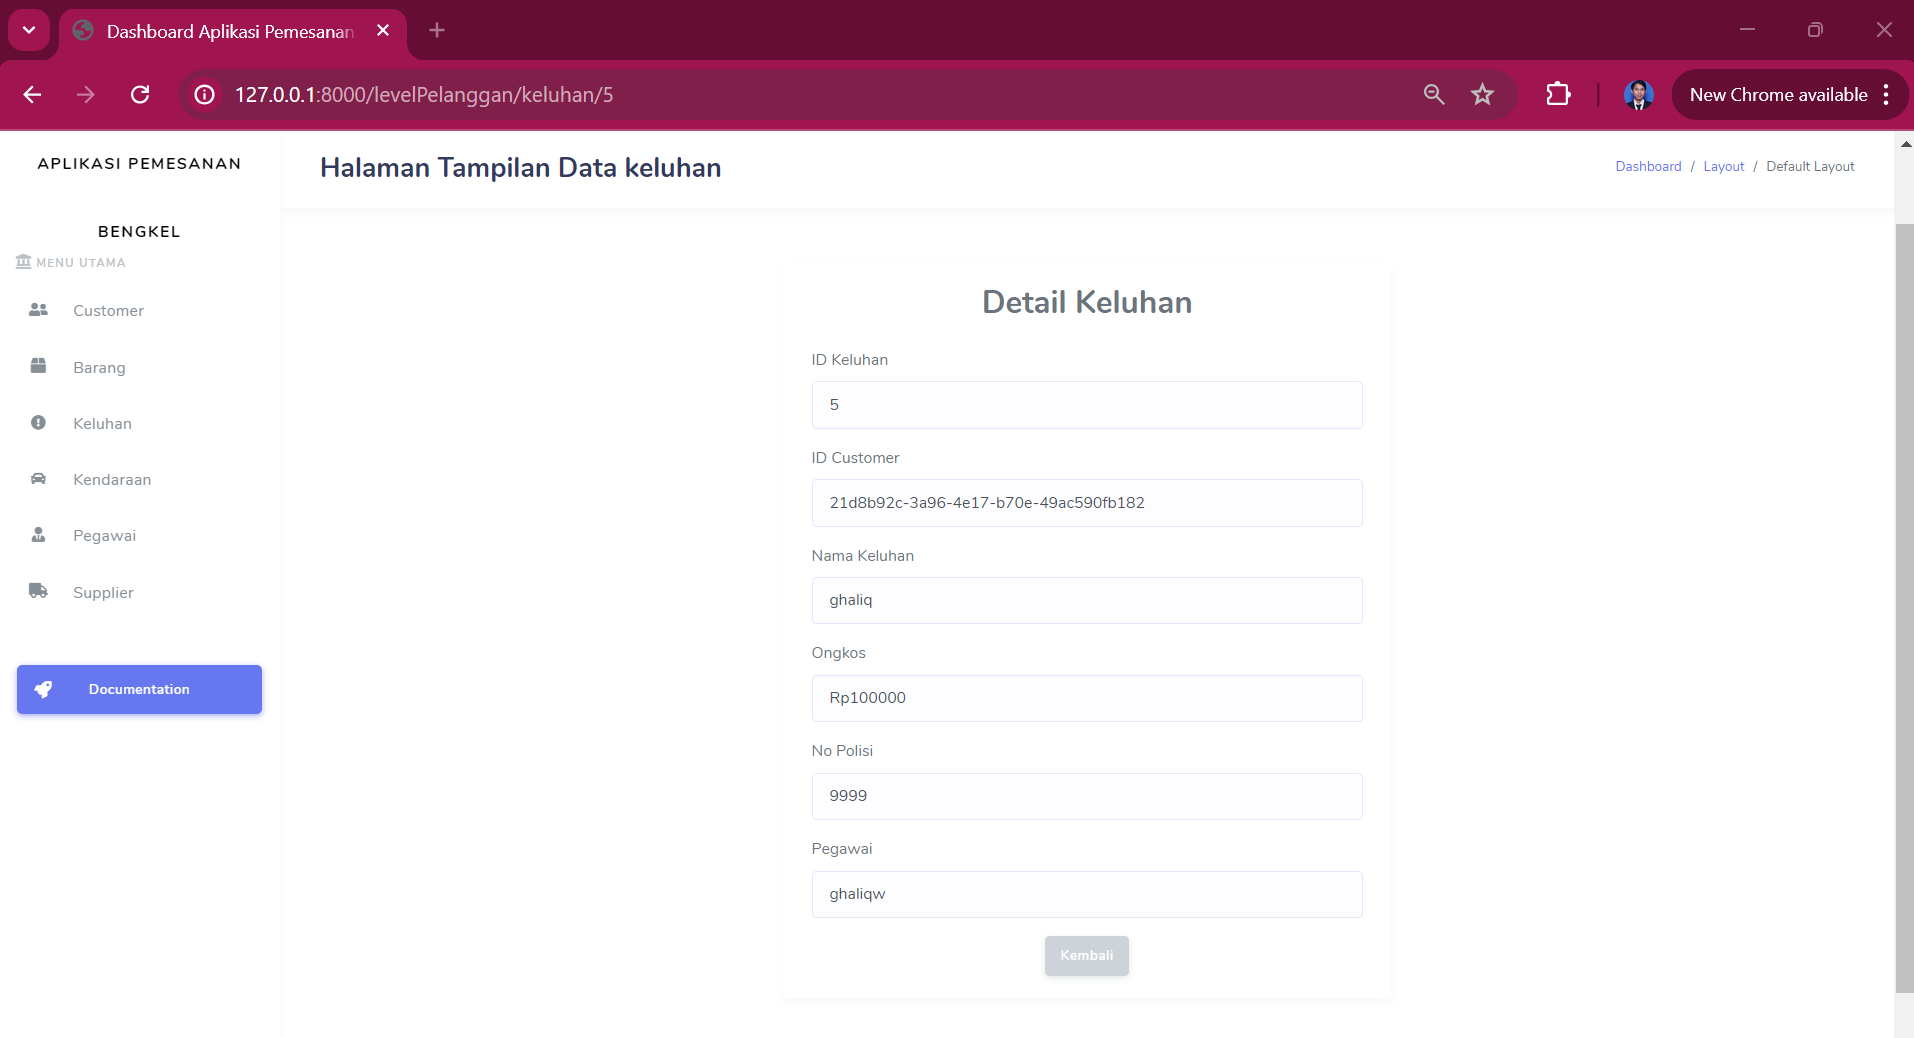 Dashboard Aplikasi Pemesanan
127.0.0.1:8000/levelPelanggan/keluhan/5
New Chrome available
APLIKASI PEMESANAN
BENGKEL
MENU UTAMA
Customer
Barang
Keluhan
Kendaraan
Pegawai
Supplier
Documentation
Halaman Tampilan Data keluhan
Dashboard / Layout / Default Layout
Detail Keluhan
ID Keluhan
5
ID Customer
21d8b92c-3a96-4e17-b70e-49ac590fb182
Nama Keluhan
ghaliq
Ongkos
Rp100000
No Polisi
9999
Pegawai
ghaliqw
Kembali